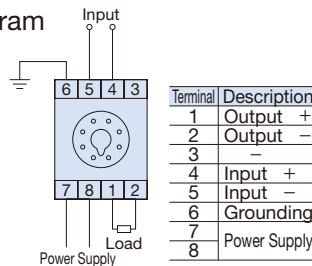 ram
Input
6 5 4 3
7 8 1 2
Load
Power Supply
Terminal Description
1 Output +
2 Output −
3 −
4 Input +
5 Input −
6 Grounding
7
8
Power Supply